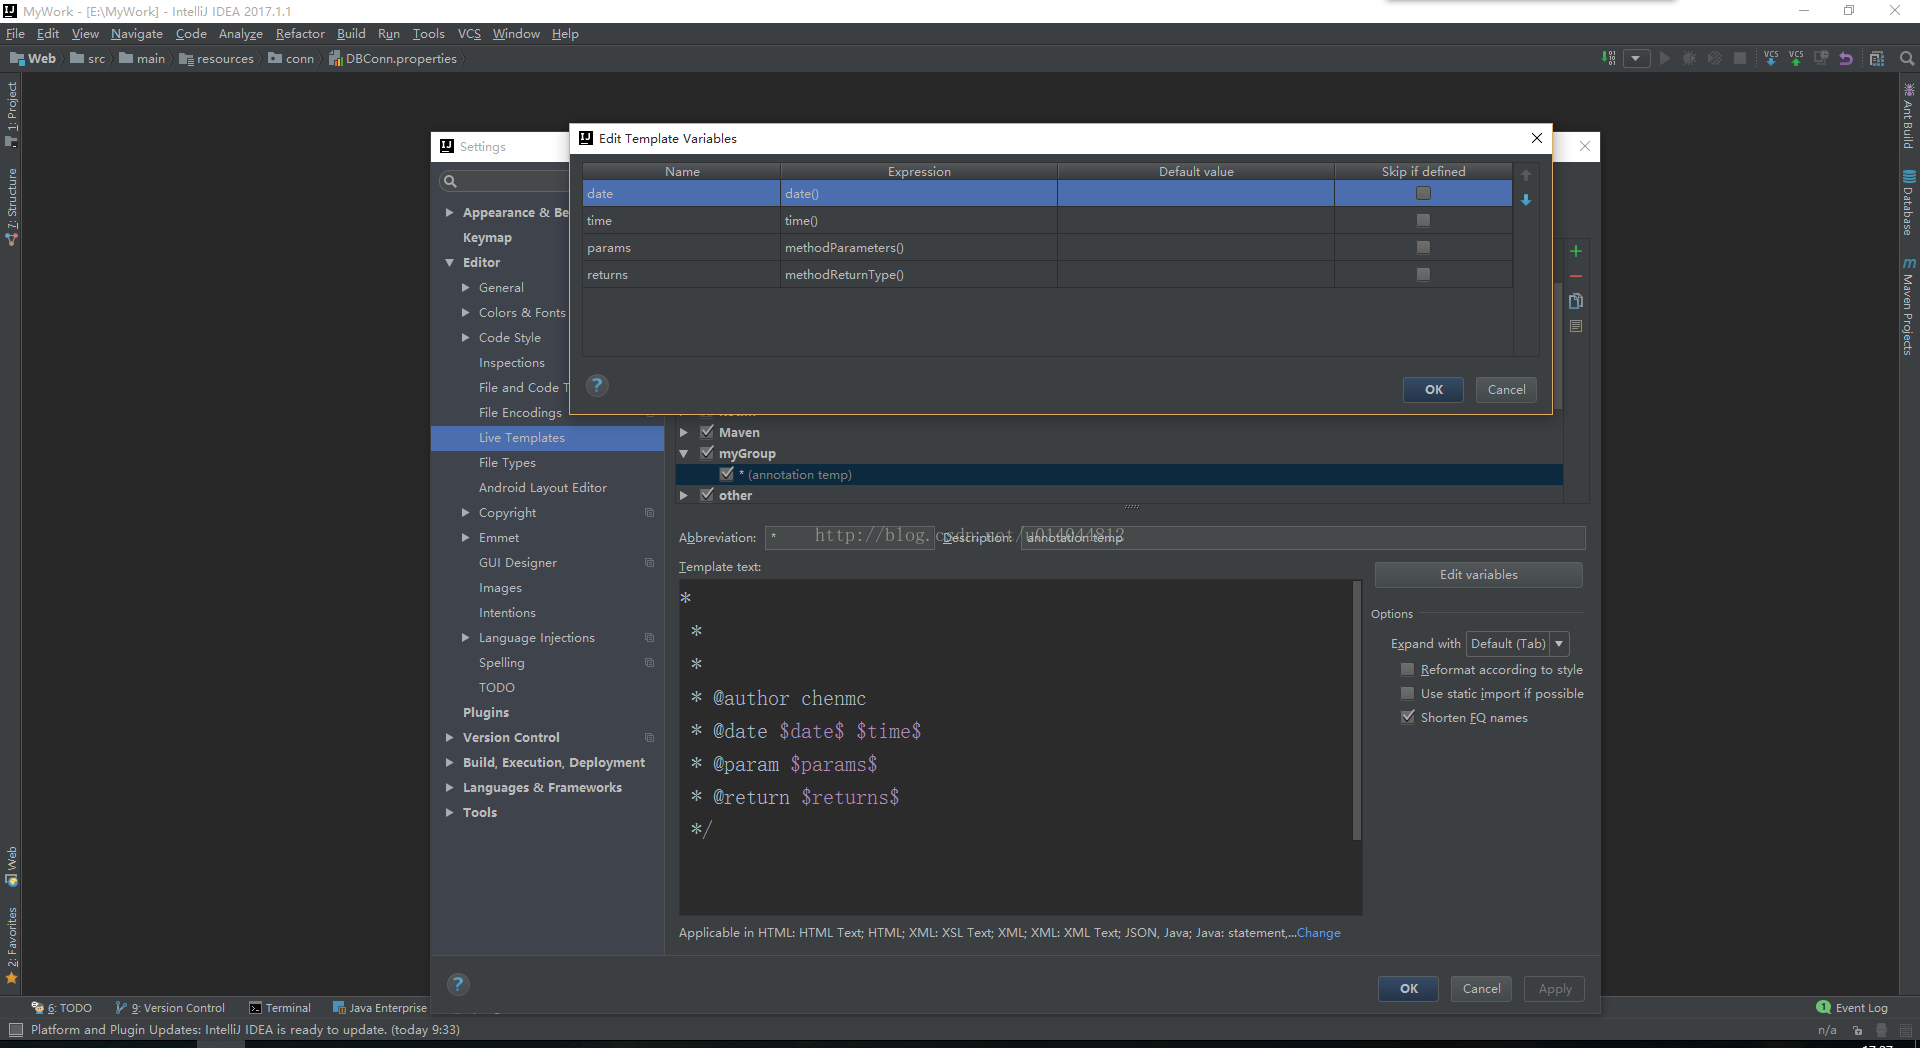 MyWork - [E:\MyWork] - IntelliJ IDEA 2017.1.1
File Edit View Navigate Code Analyze Refactor Build Run Tools VCS Window Help
Web src main resources conn DBConn.properties
VCS VCS
1: Project
7: Structure
Web
2: Favorites
Ant Build
Database
Maven Projects
Settings
Appearance & Be
Keymap
Editor
General
Colors & Fonts
Code Style
Inspections
File and Code T
File Encodings
Live Templates
File Types
Android Layout Editor
Copyright
Emmet
GUI Designer
Images
Intentions
Language Injections
Spelling
TODO
Plugins
Version Control
Build, Execution, Deployment
Languages & Frameworks
Tools
Edit Template Variables
Name Expression Default value Skip if defined
date date()
time time()
params methodParameters()
returns methodReturnType()
OK Cancel
Maven
myGroup
* (annotation temp)
other
Abbreviation: * Description: annotation temp
http://blog.csdn.net/u014044812
Template text:
Edit variables
*
*
*
* @author chenmc
* @date $date$ $time$
* @param $params$
* @return $returns$
*/
Options
Expand with Default (Tab)
Reformat according to style
Use static import if possible
Shorten FQ names
Applicable in HTML: HTML Text; HTML; XML: XSL Text; XML; XML: XML Text; JSON, Java; Java: statement,...Change
OK Cancel Apply
6: TODO 9: Version Control Terminal Java Enterprise
1 Event Log
Platform and Plugin Updates: IntelliJ IDEA is ready to update. (today 9:33)
n/a